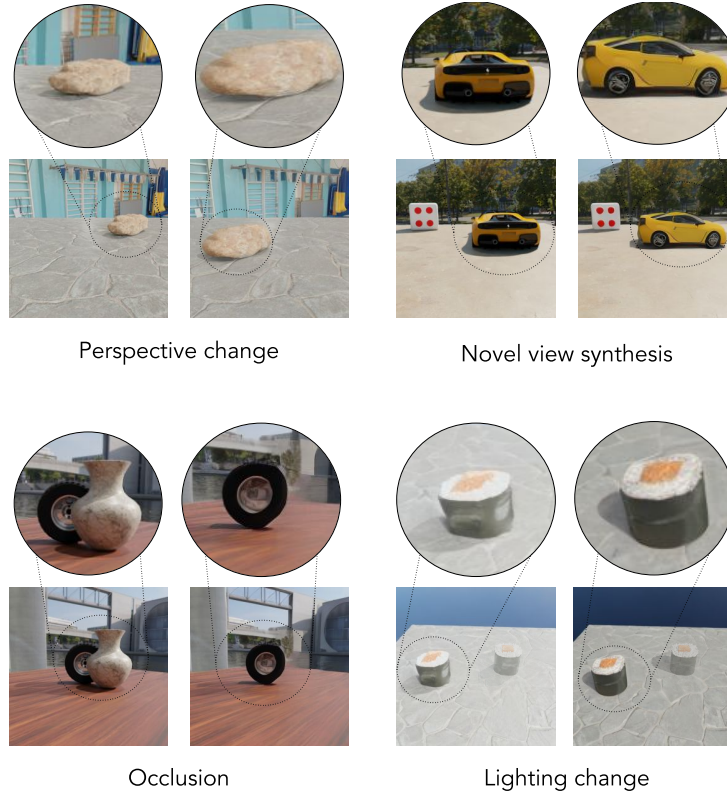 Perspective change
Novel view synthesis
Occlusion
Lighting change